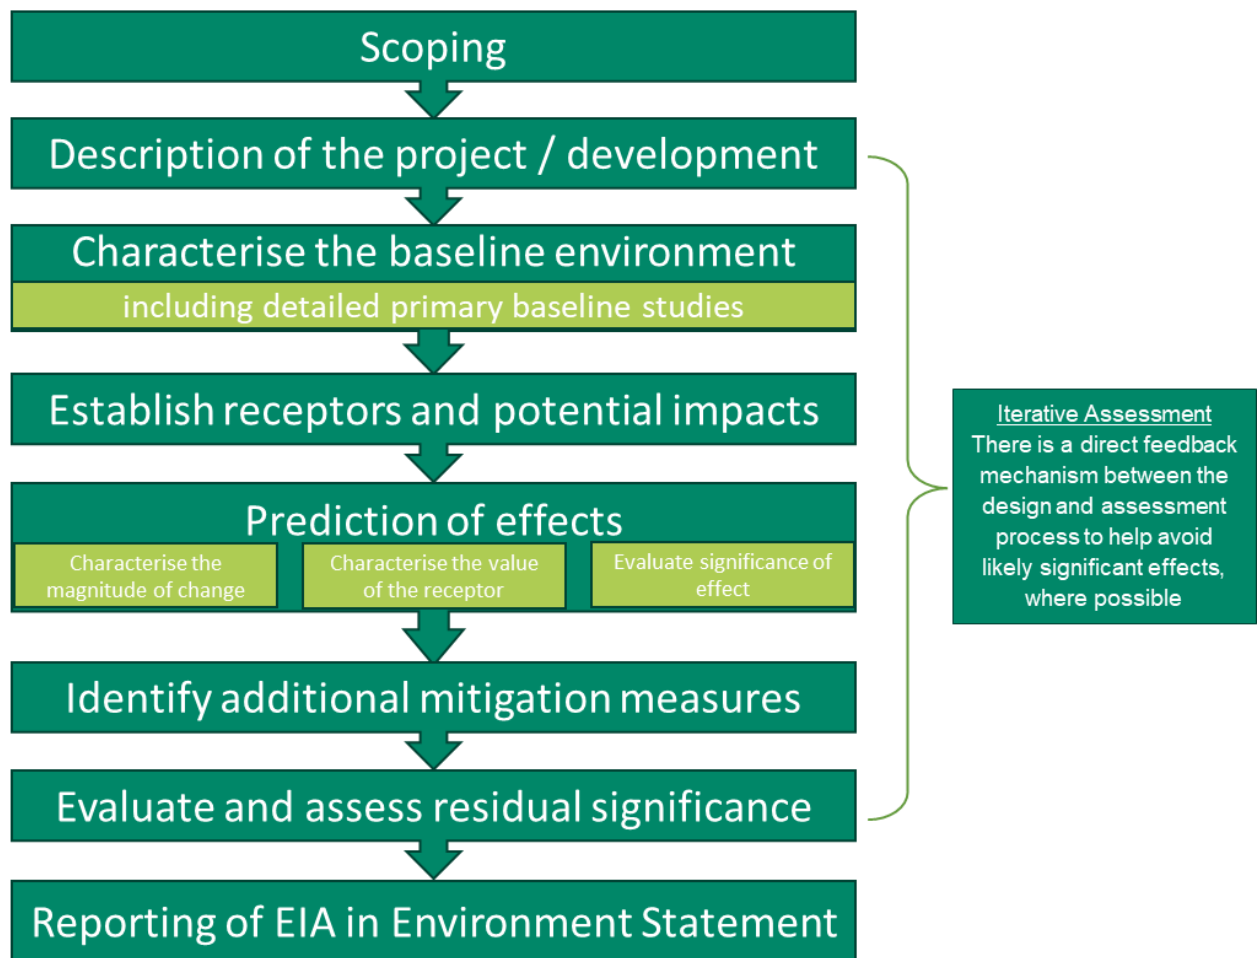 Scoping
Description of the project / development
Characterise the baseline environment
including detailed primary baseline studies
Establish receptors and potential impacts
Prediction of effects
Characterise the
magnitude of change
Characterise the value
of the receptor
Evaluate significance of
effect
Identify additional mitigation measures
Evaluate and assess residual significance
Reporting of EIA in Environment Statement
Iterative Assessment
There is a direct feedback
mechanism between the
design and assessment
process to help avoid
likely significant effects,
where possible